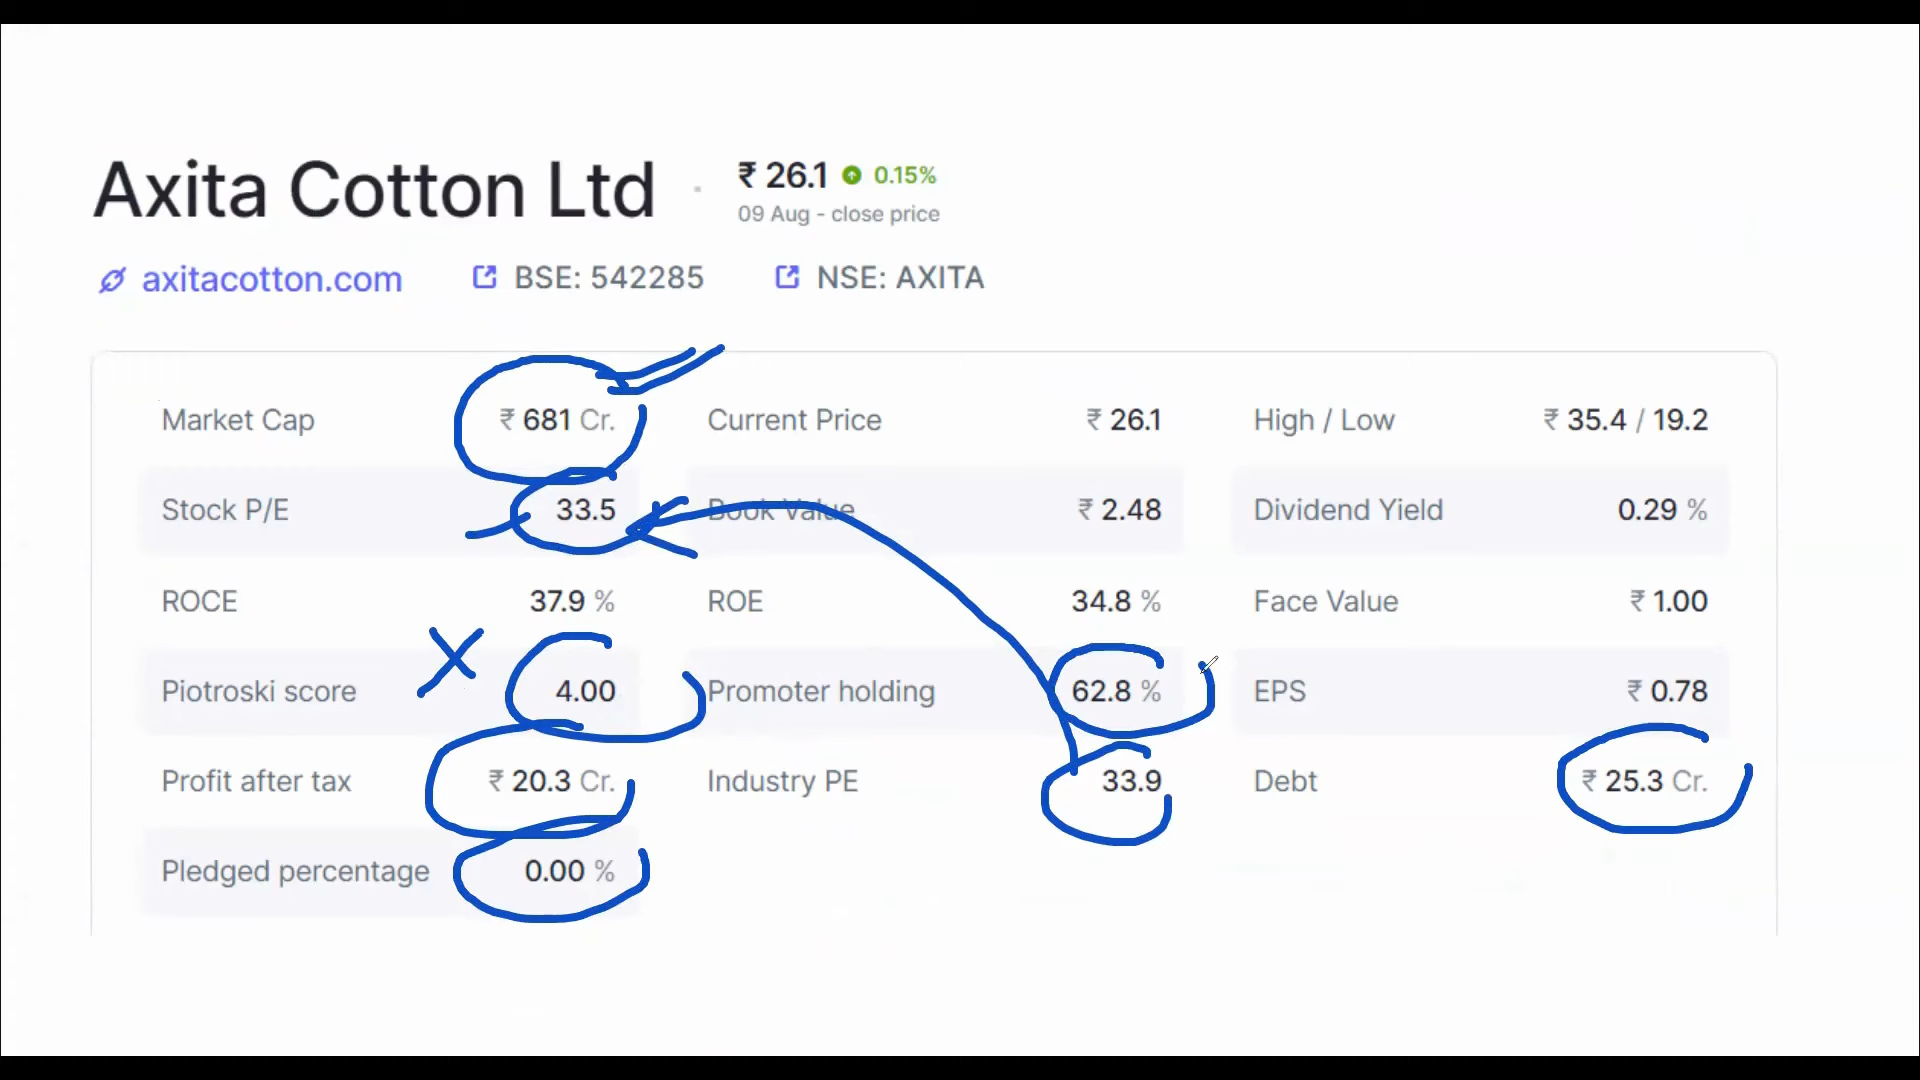 Axita Cotton Ltd
₹ 26.1 0.15%
09 Aug - close price
axitacotton.com BSE: 542285 NSE: AXITA
Market Cap ₹ 681 Cr. Current Price ₹ 26.1 High / Low ₹ 35.4 / 19.2
Stock P/E 33.5 Book Value ₹ 2.48 Dividend Yield 0.29 %
ROCE 37.9 % ROE 34.8 % Face Value ₹ 1.00
Piotroski score 4.00 Promoter holding 62.8 % EPS ₹ 0.78
Profit after tax ₹ 20.3 Cr. Industry PE 33.9 Debt ₹ 25.3 Cr.
Pledged percentage 0.00 %